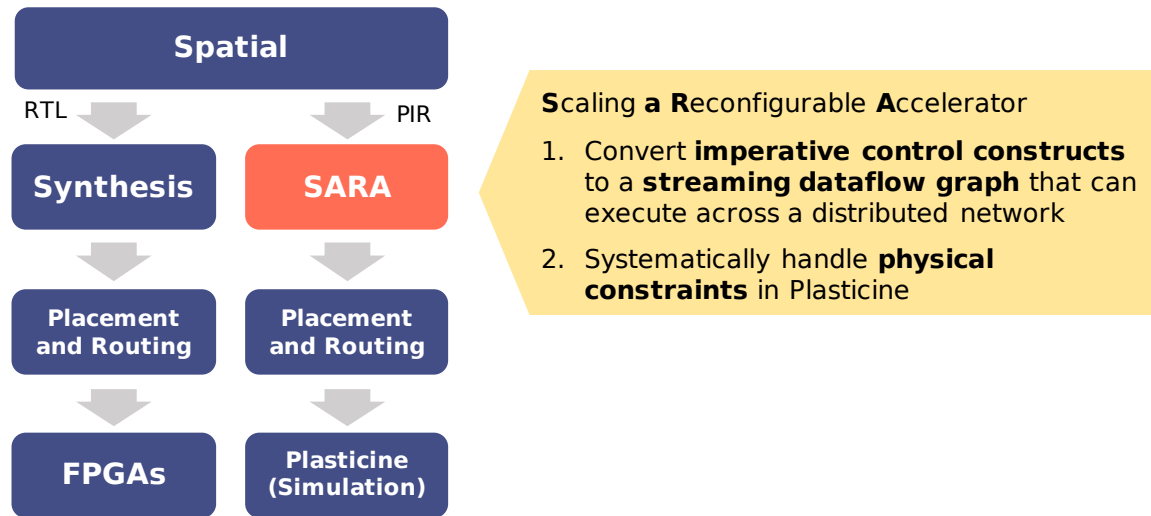 Spatial
RTL
PIR
Synthesis
SARA
Placement
and Routing
Placement
and Routing
FPGAs
Plasticine
(Simulation)
Scaling a Reconfigurable Accelerator
1. Convert imperative control constructs
to a streaming dataflow graph that can
execute across a distributed network
2. Systematically handle physical
constraints in Plasticine